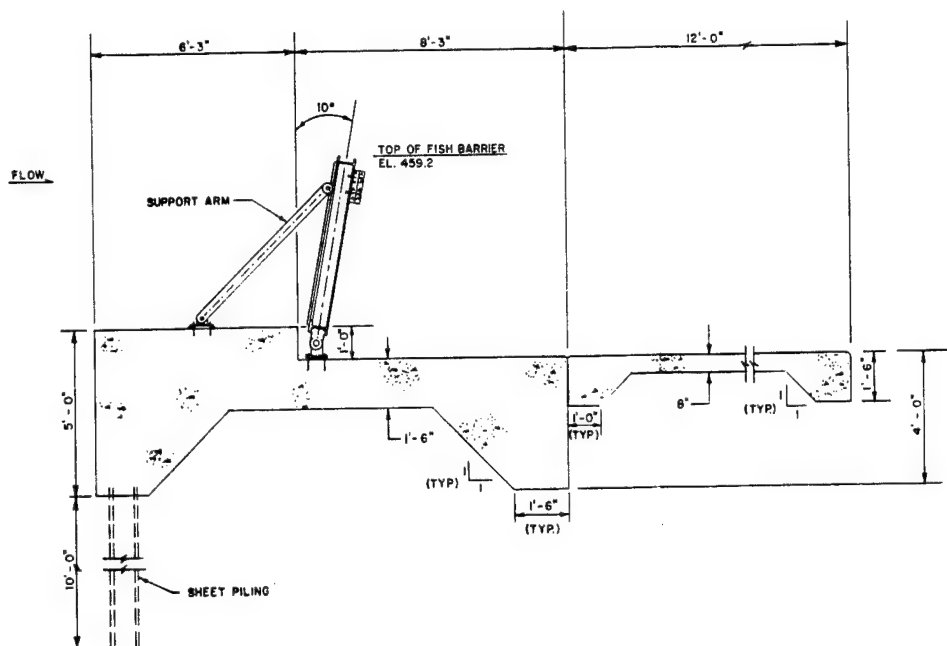 6'-3"
8'-3"
12'-0"
10°
TOP OF FISH BARRIER
EL. 459.2
FLOW
SUPPORT ARM
1'-0"
5'-0"
1'-6"
1
1
(TYP)
1'-6"
(TYP.)
1'-0"
(TYP)
8"
(TYP.)
1
1
1'-6"
4'-0"
10'-0"
SHEET PILING